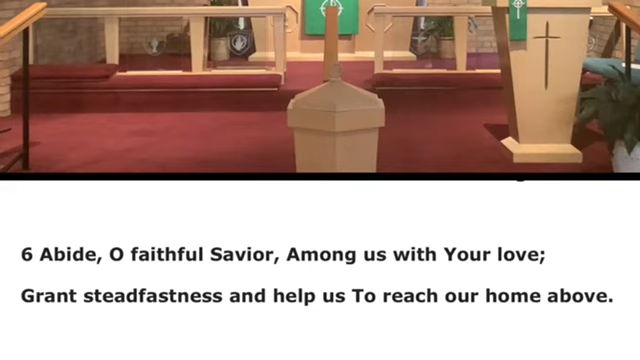 6 Abide, O faithful Savior, Among us with Your love;
Grant steadfastness and help us To reach our home above.